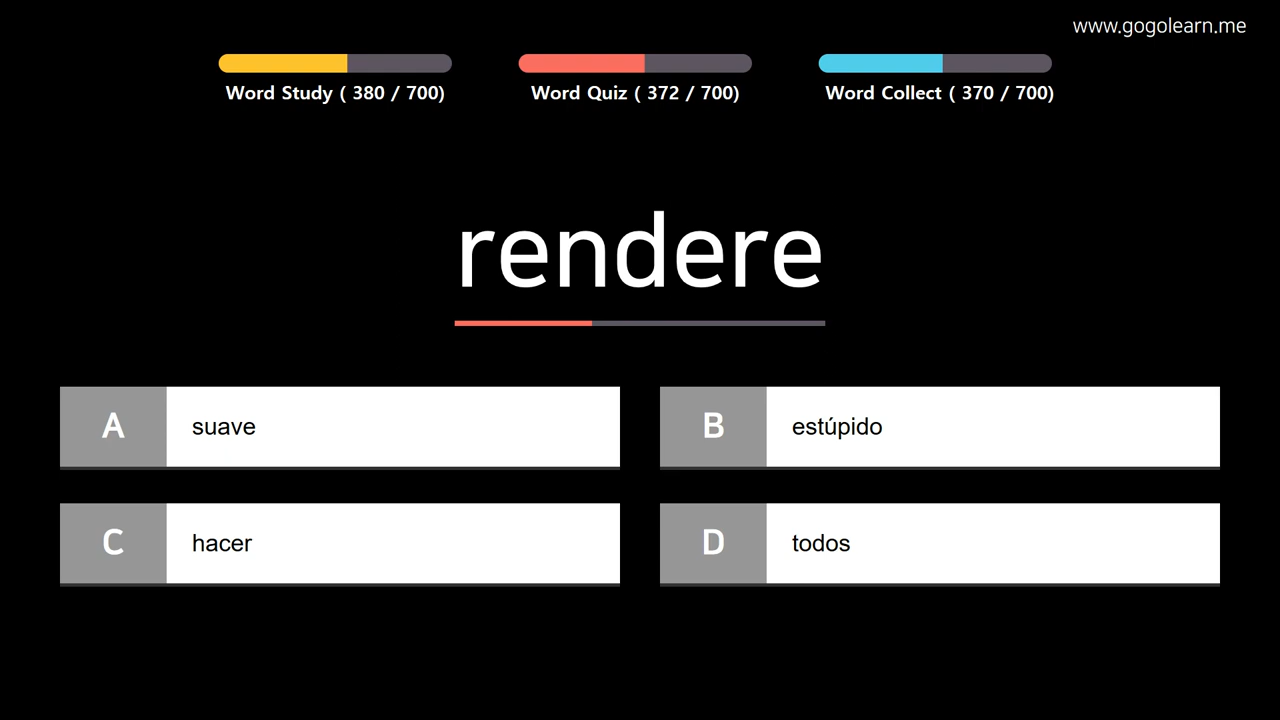 www.gogolearn.me
Word Study ( 380 / 700)
Word Quiz ( 372 / 700)
Word Collect ( 370 / 700)
rendere
A suave
B estúpido
C hacer
D todos